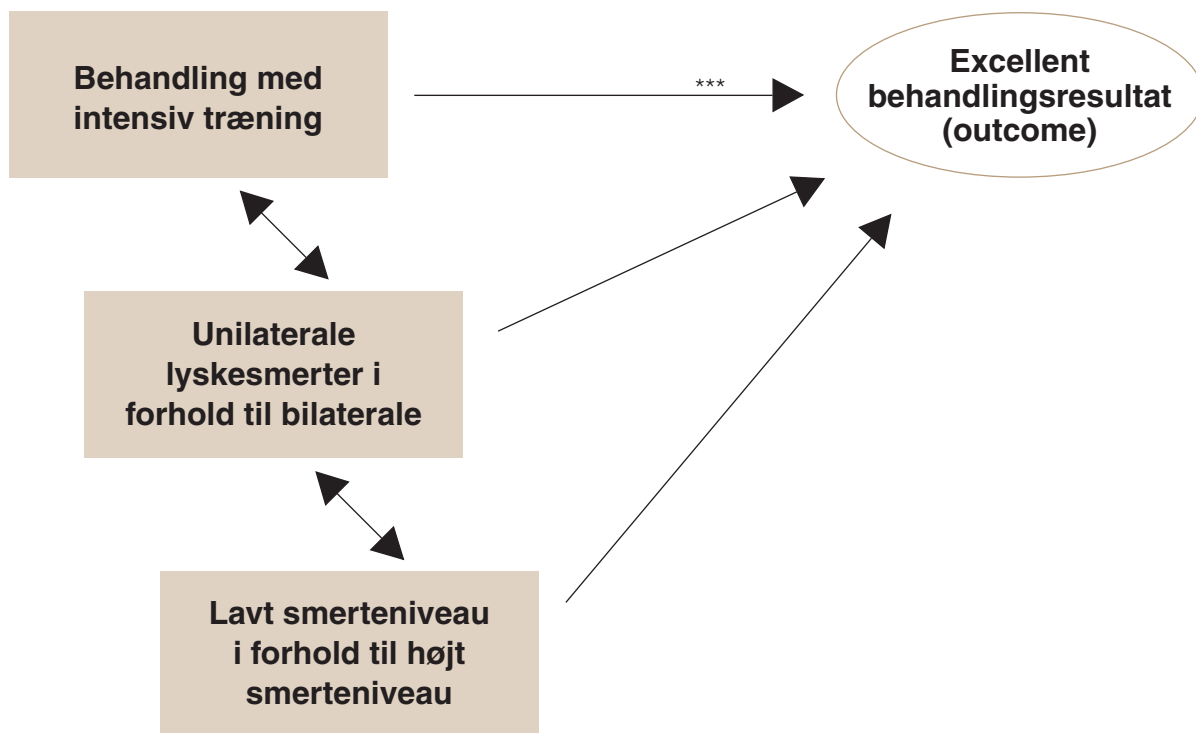 Behandling med
intensiv træning
***
Excellent
behandlingsresultat
(outcome)
Unilaterale
lyskesmerter i
forhold til bilaterale
Lavt smerteniveau
i forhold til højt
smerteniveau